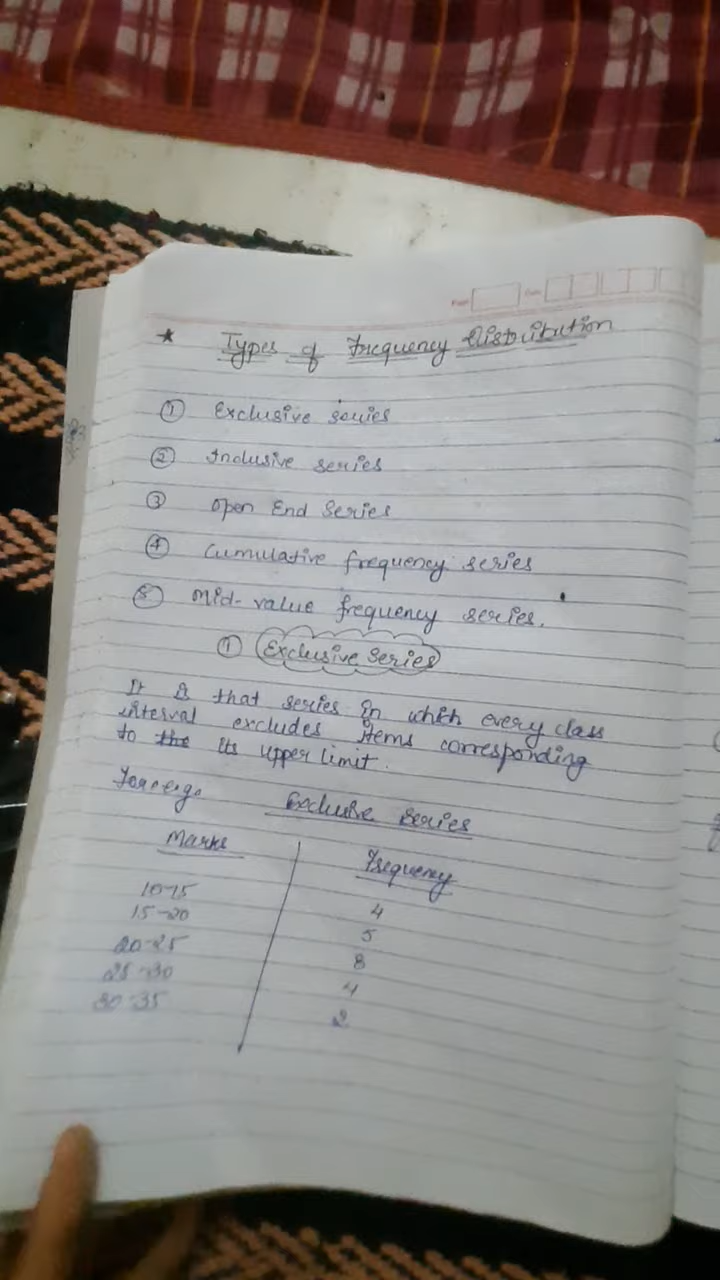 Page Date
* Types of Frequency Distribution
① Exclusive series
② Inclusive series
③ Open End Series
④ Cumulative frequency series
⑤ Mid-value frequency series.
① Exclusive Series
It is that series in which every class
interval excludes items corresponding
to the its upper limit.
For e.g.
Exclusive series
Marks Frequency
10-15 4
15-20 5
20-25 8
25-30 4
30-35 2